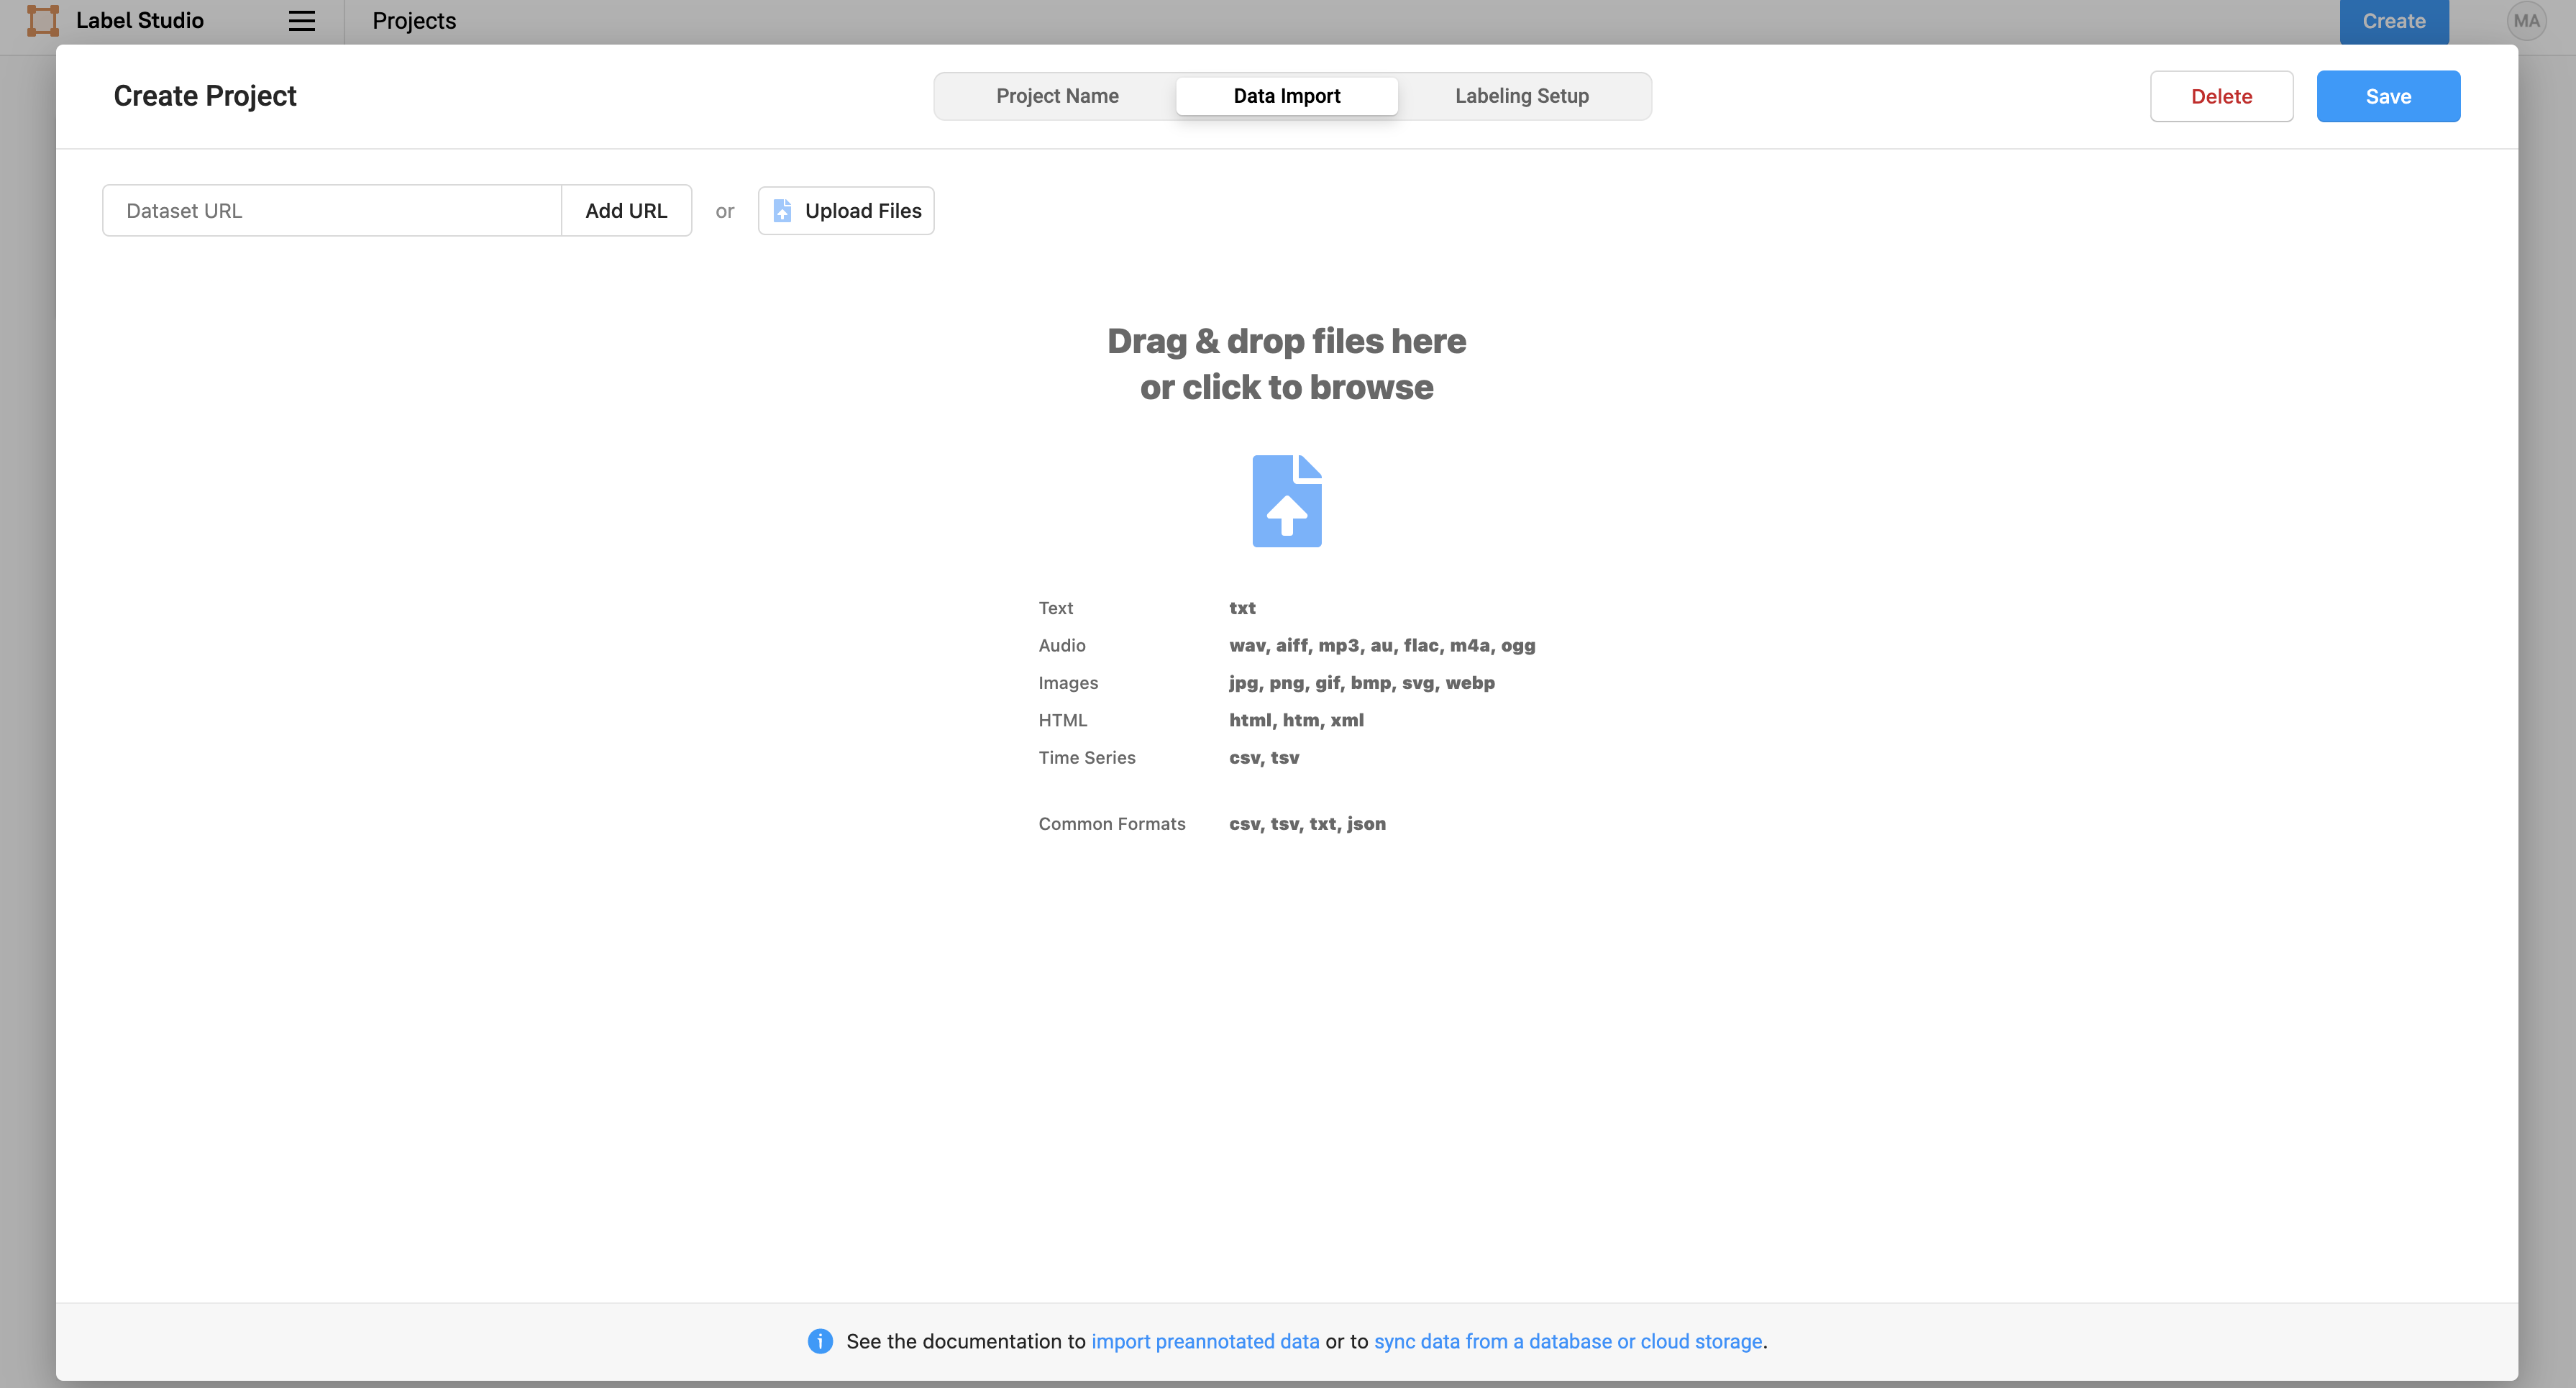 Label Studio
Projects
Create
MA
Create Project
Project Name
Data Import
Labeling Setup
Delete
Save
Dataset URL
Add URL
or
Upload Files
Drag & drop files here
or click to browse
Text txt
Audio wav, aiff, mp3, au, flac, m4a, ogg
Images jpg, png, gif, bmp, svg, webp
HTML html, htm, xml
Time Series csv, tsv
Common Formats csv, tsv, txt, json
See the documentation to import preannotated data or to sync data from a database or cloud storage.